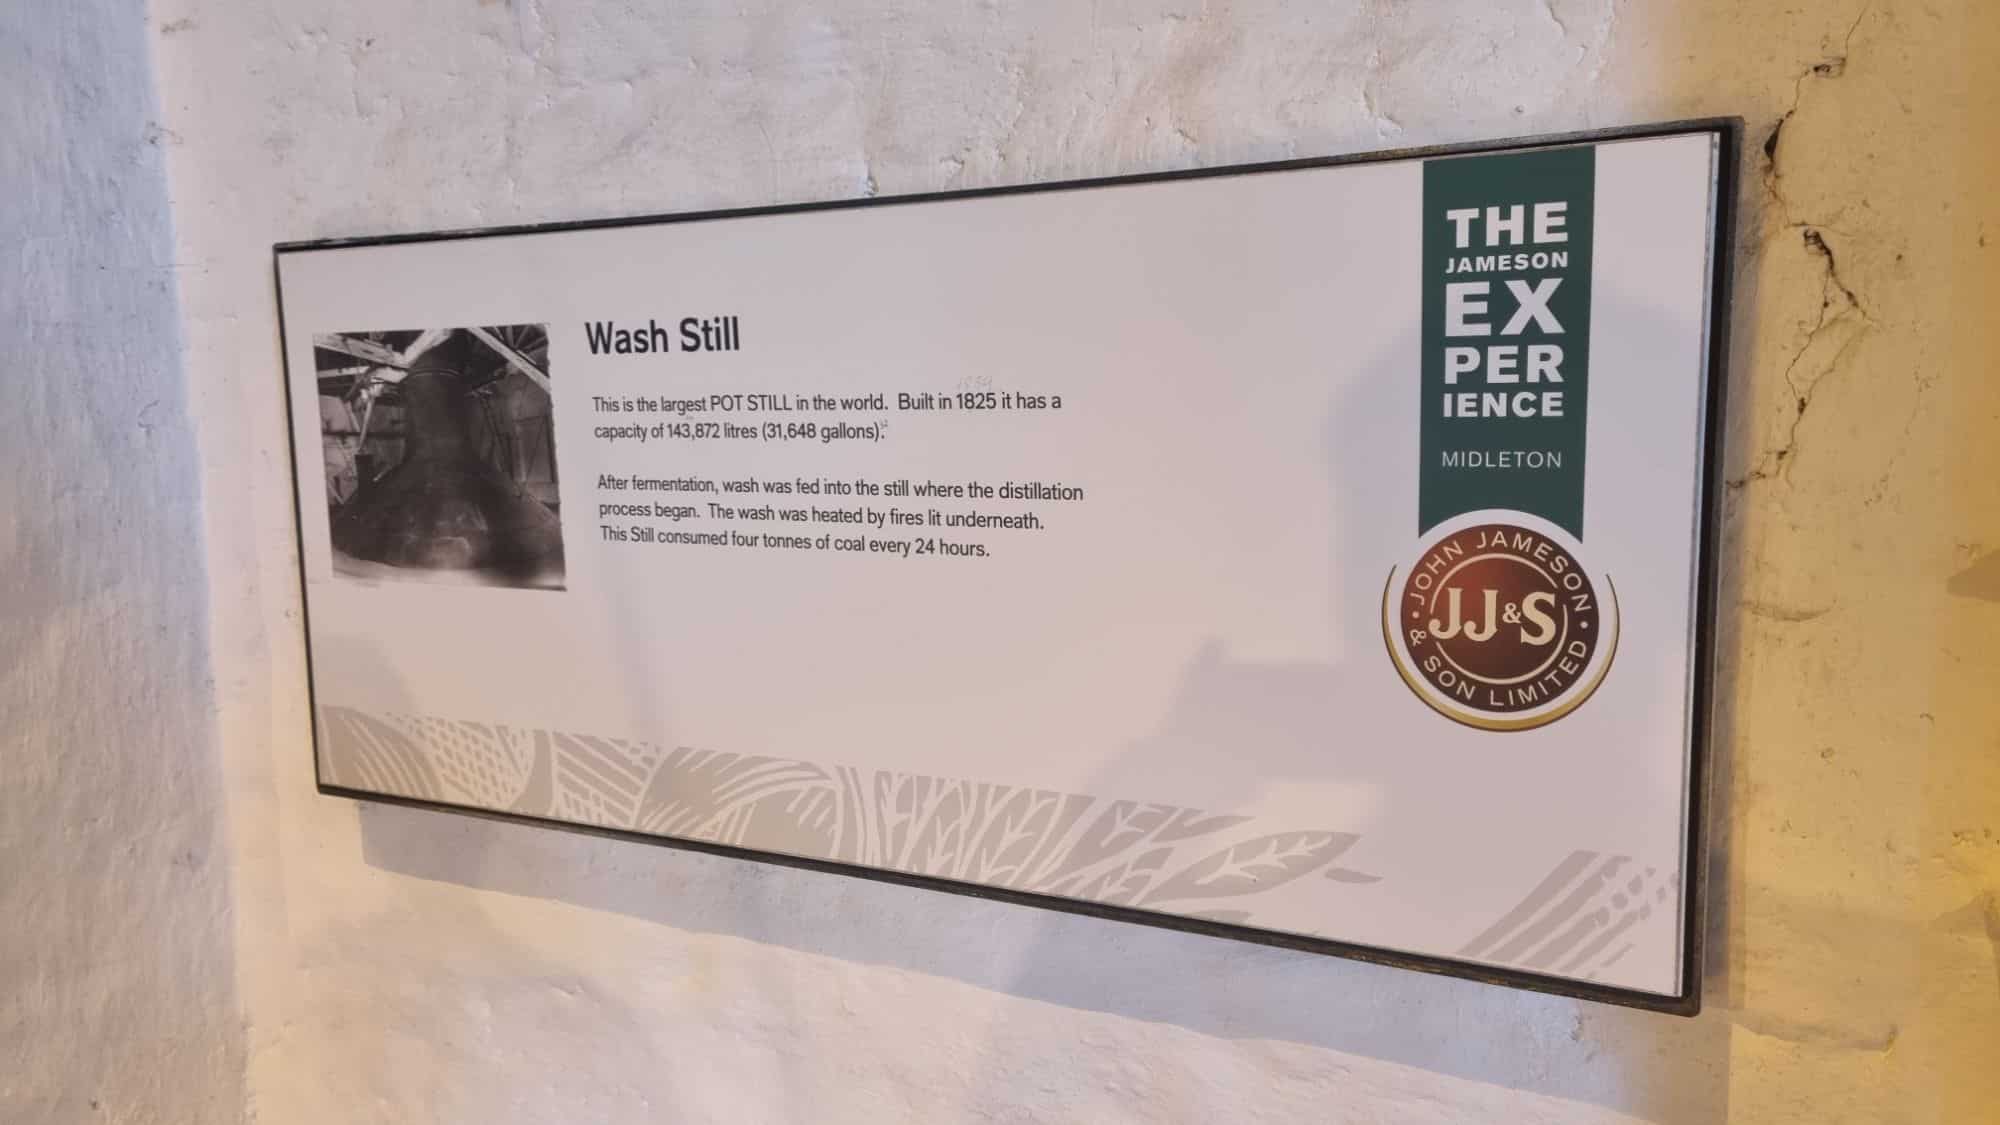 Wash Still
This is the largest POT STILL in the world. Built in 1825 it has a
capacity of 143,872 litres (31,648 gallons).
After fermentation, wash was fed into the still where the distillation
process began. The wash was heated by fires lit underneath.
This Still consumed four tonnes of coal every 24 hours.
THE
JAMESON
EX
PER
IENCE
MIDLETON
• JOHN JAMESON •
& SON LIMITED
JJ&S